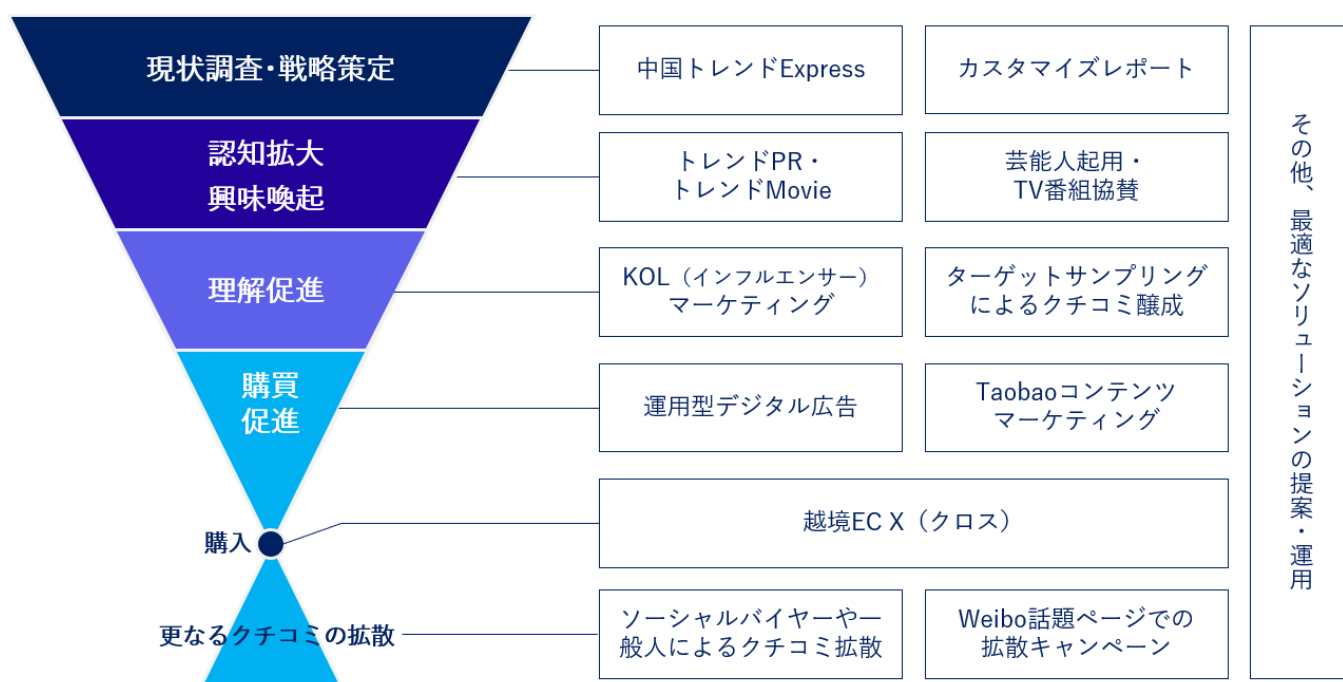 現状調査・戦略策定
中国トレンドExpress
カスタマイズレポート
認知拡大
興味喚起
トレンドPR・
トレンドMovie
芸能人起用・
TV番組協賛
理解促進
KOL（インフルエンサー）
マーケティング
ターゲットサンプリング
によるクチコミ醸成
購買
促進
運用型デジタル広告
Taobaoコンテンツ
マーケティング
購入
越境EC X（クロス）
更なるクチコミの拡散
ソーシャルバイヤーや一
般人によるクチコミ拡散
Weibo話題ページでの
拡散キャンペーン
その他、最適なソリューションの提案・運用